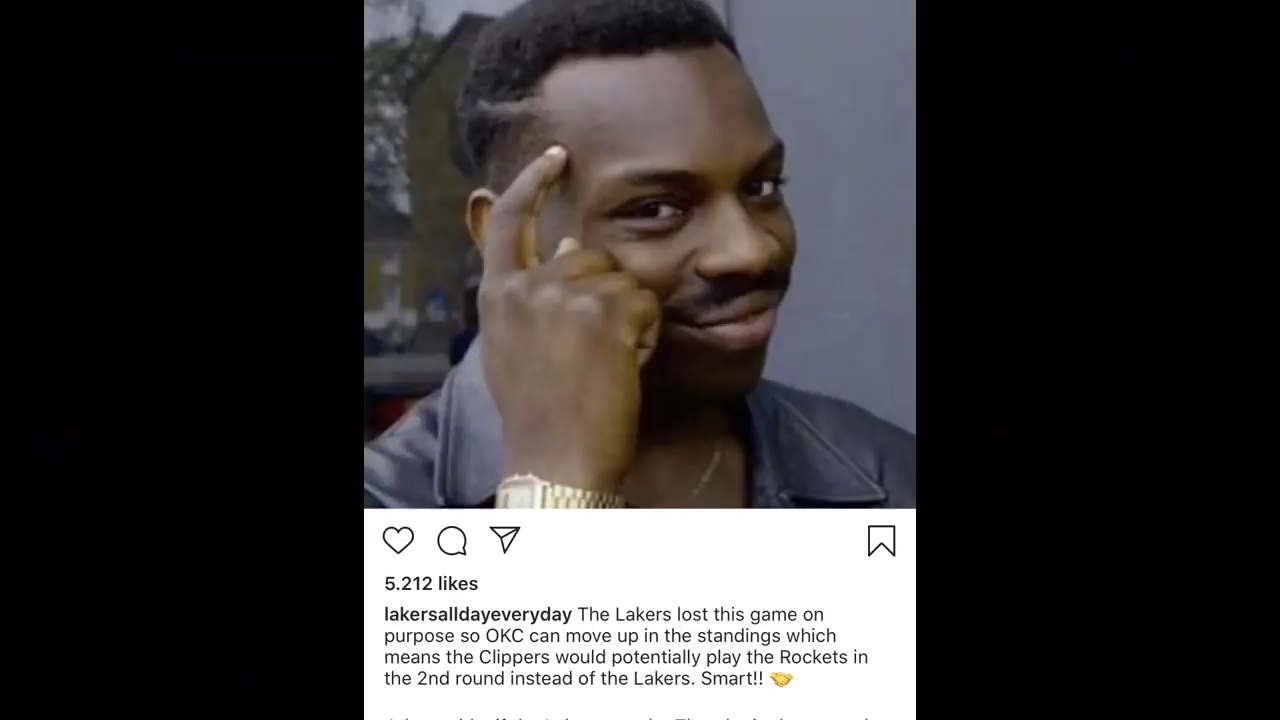 5.212 likes
lakersalldayeveryday The Lakers lost this game on
purpose so OKC can move up in the standings which
means the Clippers would potentially play the Rockets in
the 2nd round instead of the Lakers. Smart!! 🤝